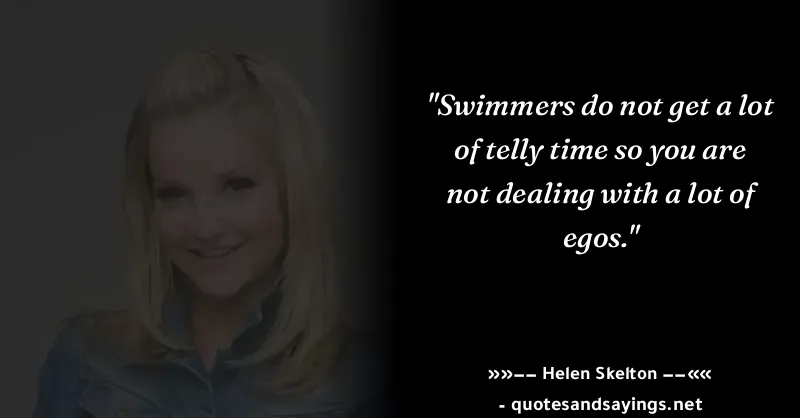 "Swimmers do not get a lot
of telly time so you are
not dealing with a lot of
egos."
»»–– Helen Skelton ––««
- quotesandsayings.net